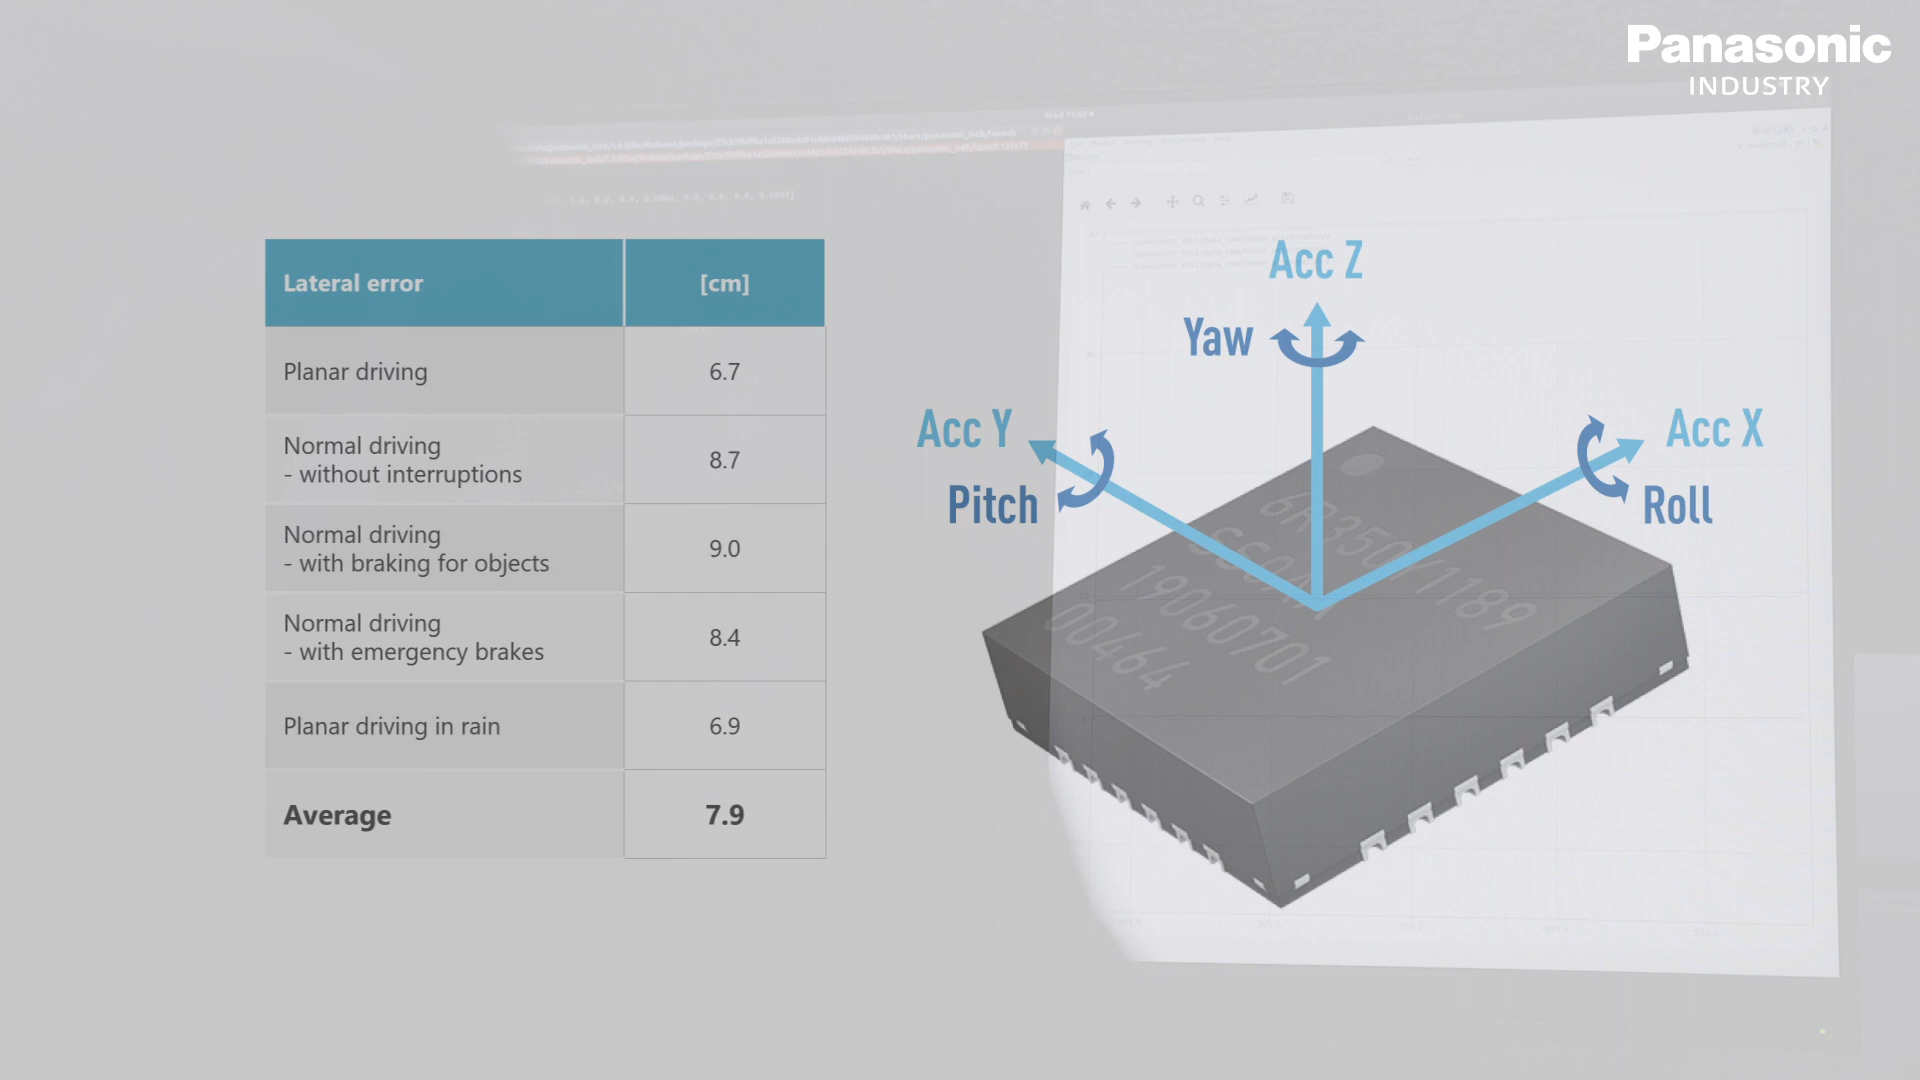 Panasonic
INDUSTRY
Lateral error
[cm]
Planar driving
6.7
Normal driving
- without interruptions
8.7
Normal driving
- with braking for objects
9.0
Normal driving
- with emergency brakes
8.4
Planar driving in rain
6.9
Average
7.9
Acc Z
Yaw
Acc Y
Pitch
Acc X
Roll
19060701
00464